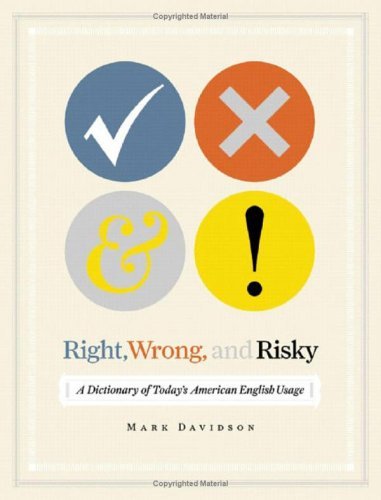 Copyrighted Material
& !
Right, Wrong, and Risky
A Dictionary of Today's American English Usage
MARK DAVIDSON
Copyrighted Material